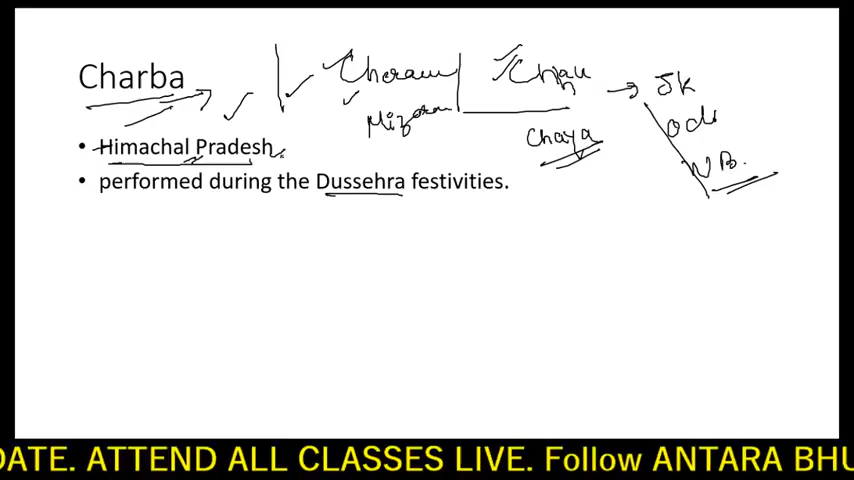 Charba
Cheraw
Chhau
Jk
Mizoram
Chaya
Odi
WB.
• Himachal Pradesh
• performed during the Dussehra festivities.
DATE. ATTEND ALL CLASSES LIVE. Follow ANTARA BHU